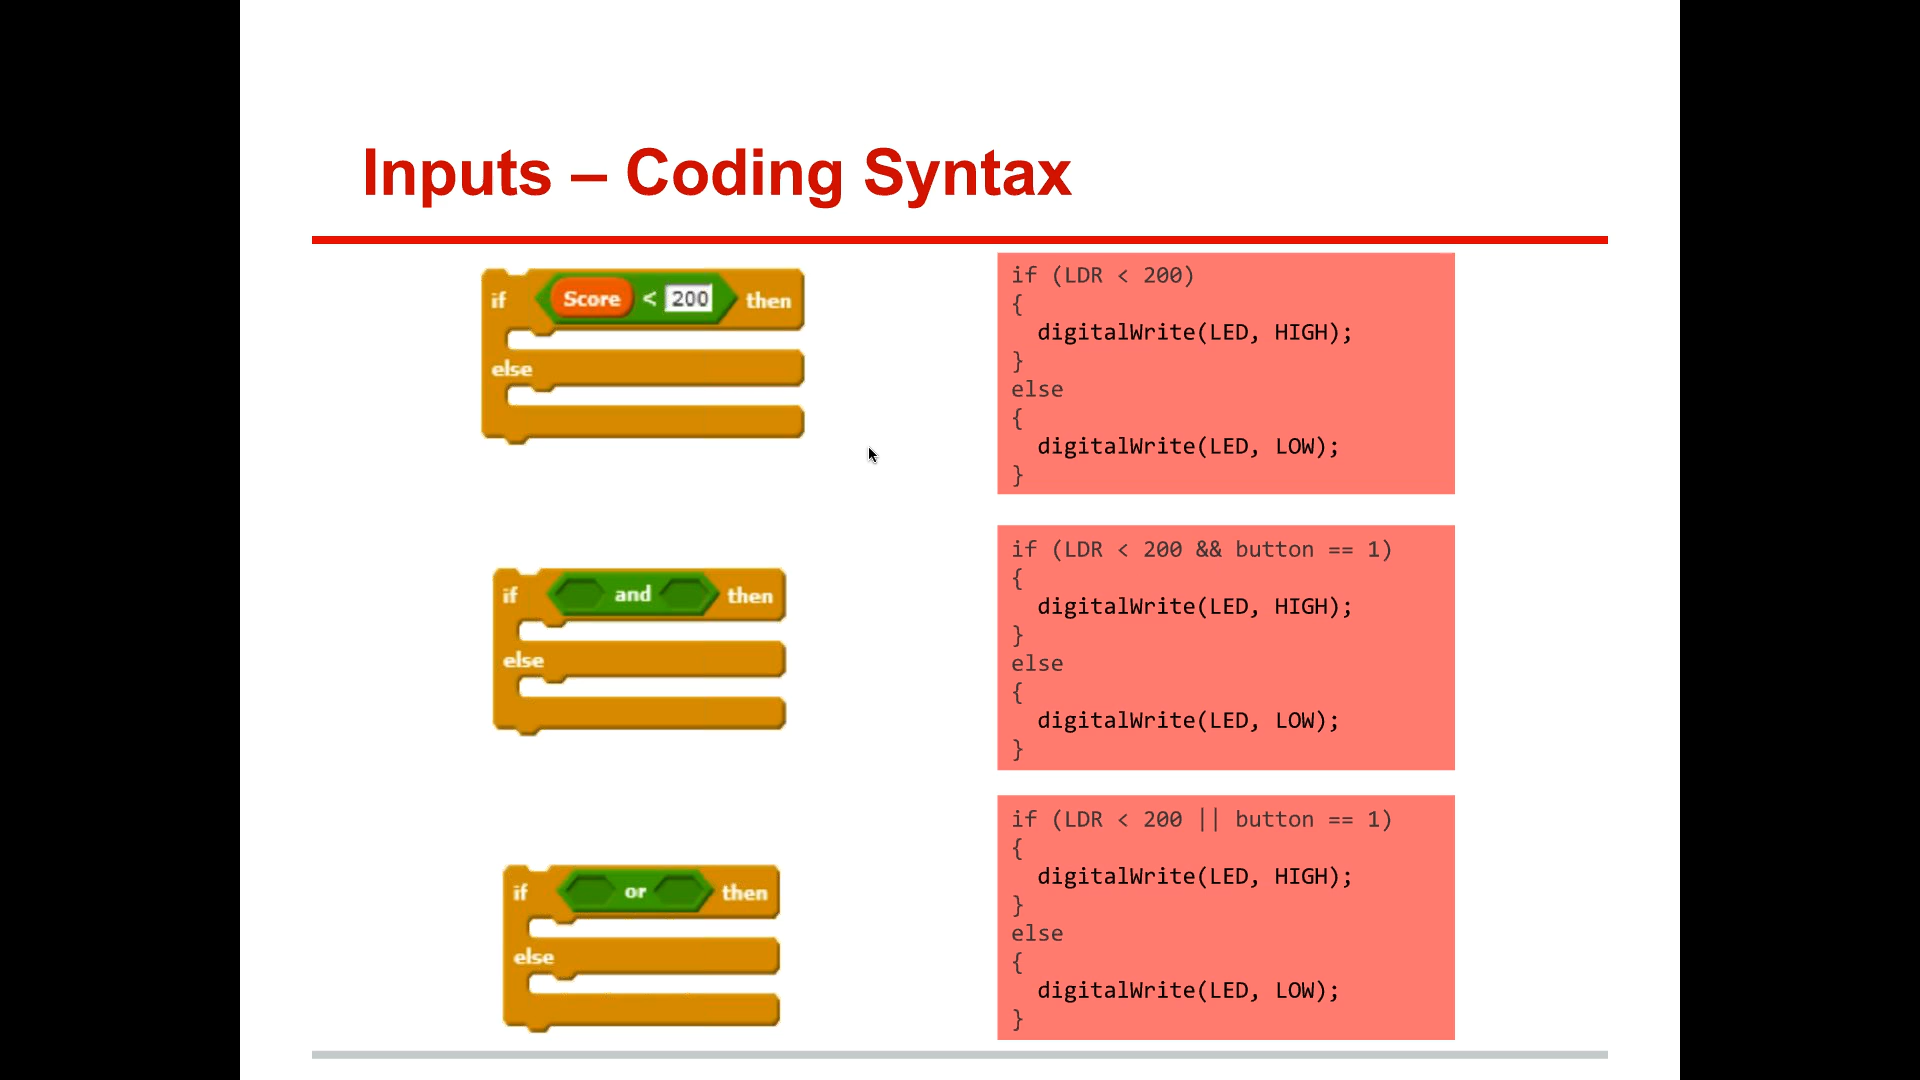 Inputs – Coding Syntax
if Score < 200 then
else
if (LDR < 200)
{
  digitalWrite(LED, HIGH);
}
else
{
  digitalWrite(LED, LOW);
}
if and then
else
if (LDR < 200 && button == 1)
{
  digitalWrite(LED, HIGH);
}
else
{
  digitalWrite(LED, LOW);
}
if or then
else
if (LDR < 200 || button == 1)
{
  digitalWrite(LED, HIGH);
}
else
{
  digitalWrite(LED, LOW);
}